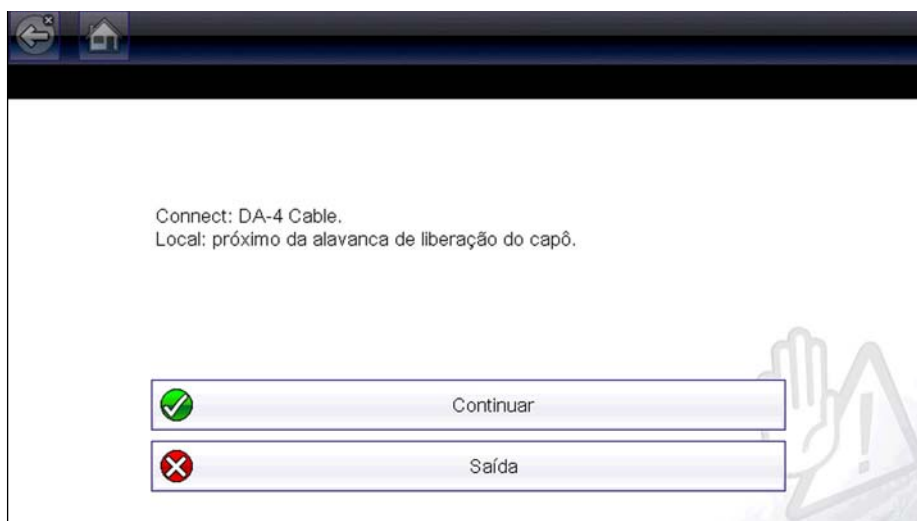 Connect: DA-4 Cable.
Local: próximo da alavanca de liberação do capô.
Continuar
Saída